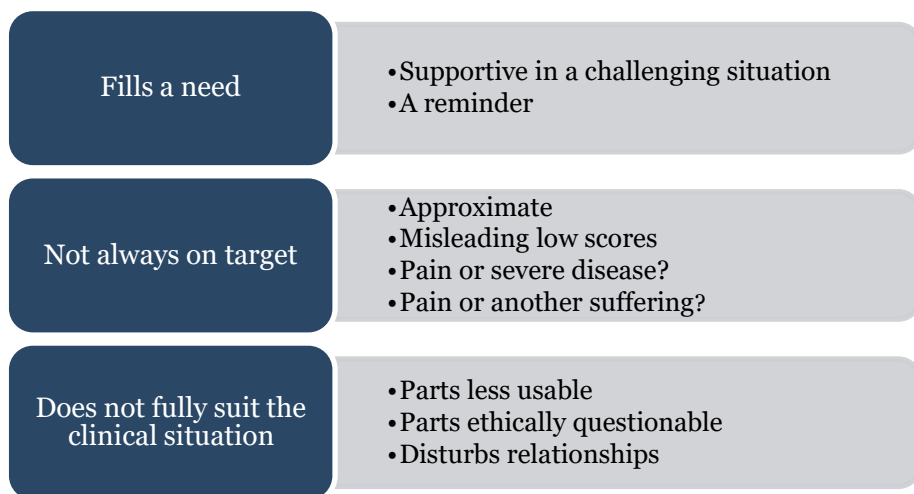 Fills a need
•Supportive in a challenging situation
•A reminder
Not always on target
•Approximate
•Misleading low scores
•Pain or severe disease?
•Pain or another suffering?
Does not fully suit the
clinical situation
•Parts less usable
•Parts ethically questionable
•Disturbs relationships